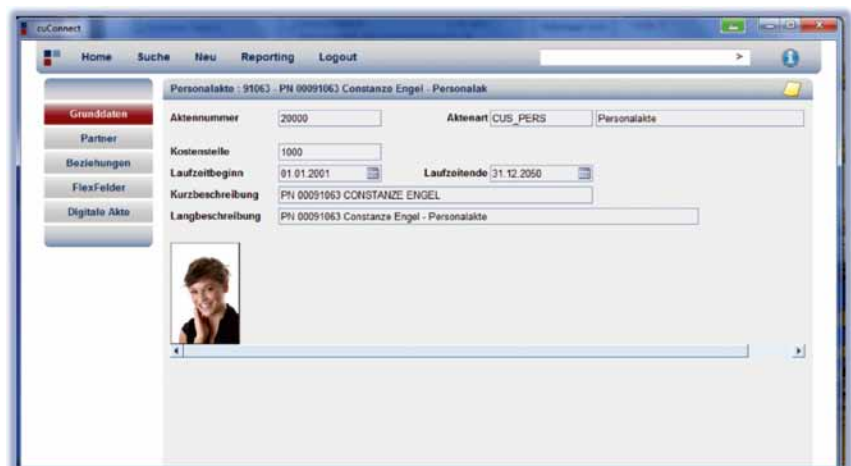 cuConnect
Home Suche Neu Reporting Logout >
Personalakte : 91063 - PN 00091063 Constanze Engel - Personalak
Grunddaten
Partner
Beziehungen
FlexFelder
Digitale Akte
Aktennummer 20000 Aktenart CUS_PERS Personalakte
Kostenstelle 1000
Laufzeitbeginn 01.01.2001 Laufzeitende 31.12.2050
Kurzbeschreibung PN 00091063 CONSTANZE ENGEL
Langbeschreibung PN 00091063 Constanze Engel - Personalakte